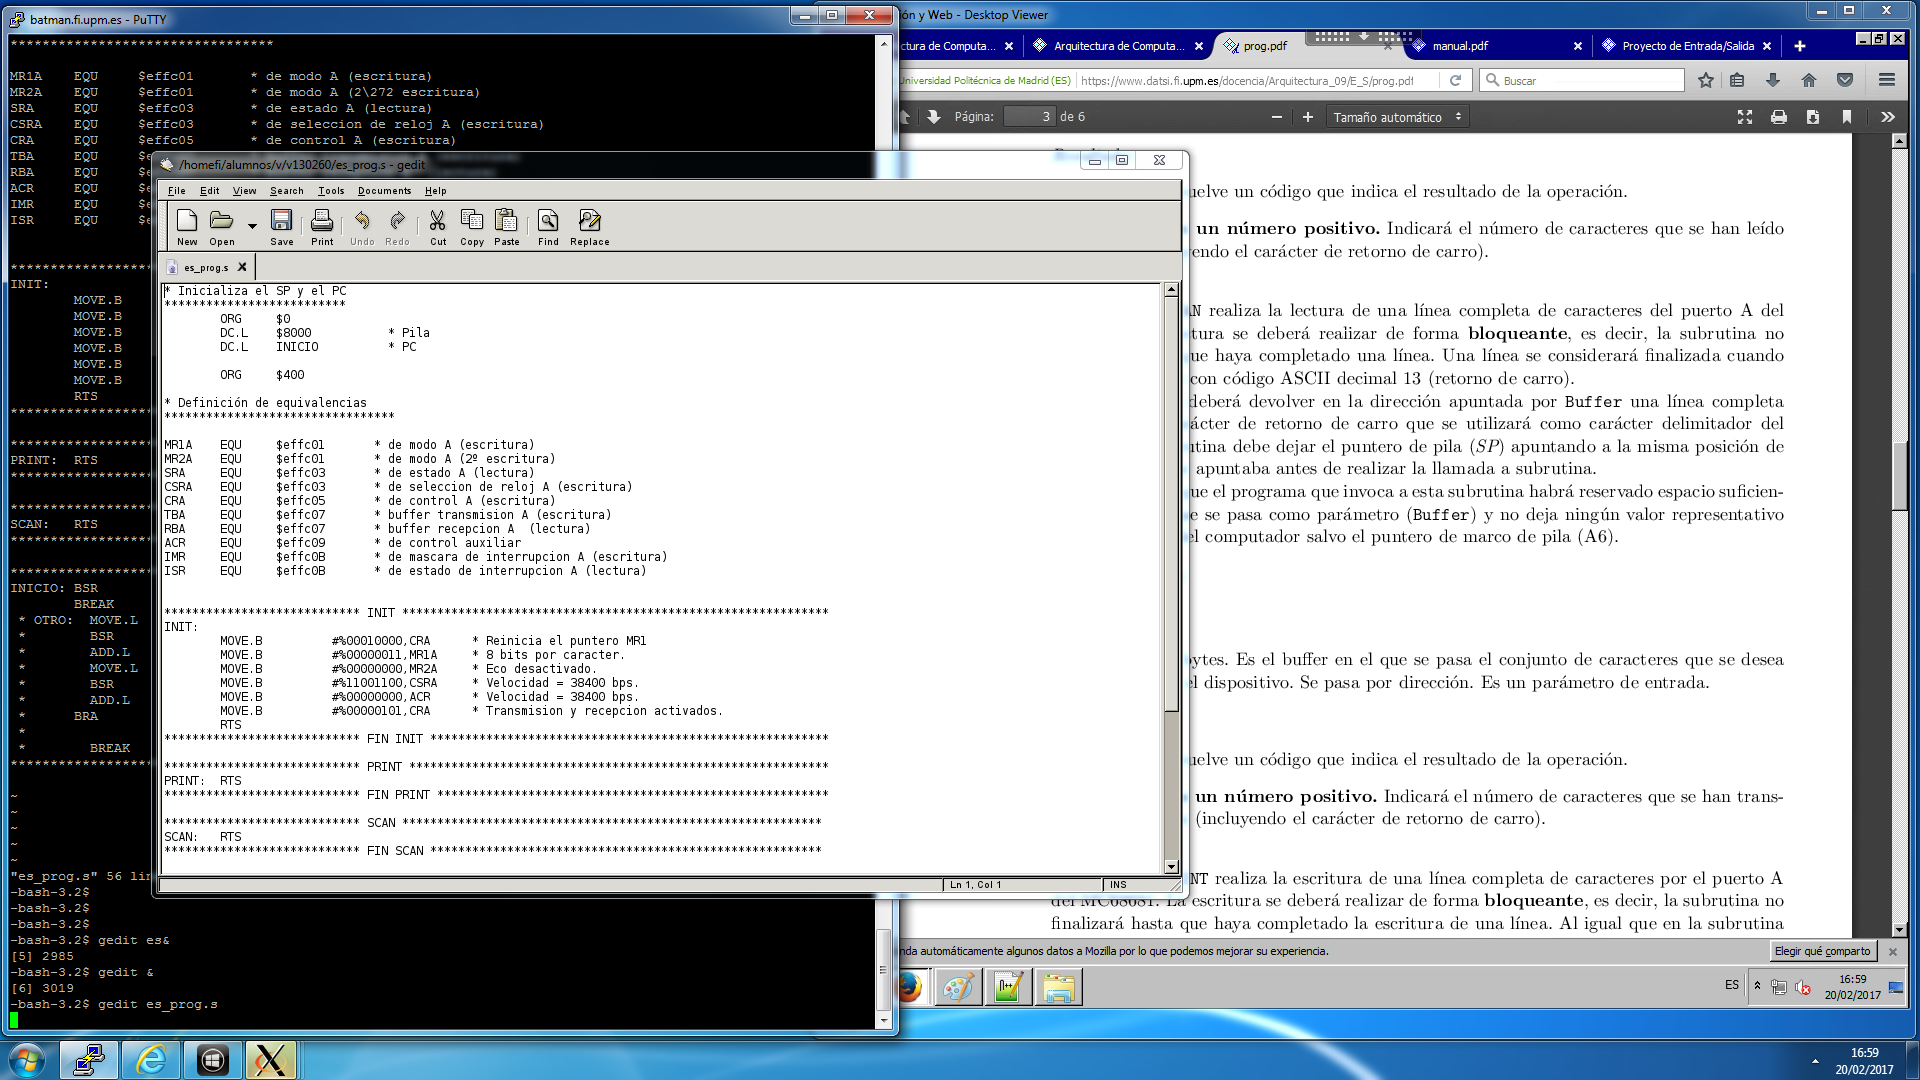 batman.fi.upm.es - PuTTY
*********************************
MR1A EQU $effc01 * de modo A (escritura)
MR2A EQU $effc01 * de modo A (2\272 escritura)
SRA EQU $effc03 * de estado A (lectura)
CSRA EQU $effc03 * de seleccion de reloj A (escritura)
CRA EQU $effc05 * de control A (escritura)
TBA EQU
RBA EQU
ACR EQU
IMR EQU
ISR EQU
INIT:
MOVE.B
MOVE.B
MOVE.B
MOVE.B
MOVE.B
MOVE.B
RTS
PRINT: RTS
SCAN: RTS
INICIO: BSR
BREAK
* OTRO: MOVE.L
* BSR
* ADD.L
* MOVE.L
* BSR
* ADD.L
* BRA
*
* BREAK
~
~
~
~
~
"es_prog.s" 56 lin
-bash-3.2$
-bash-3.2$
-bash-3.2$
-bash-3.2$ gedit es&
[5] 2985
-bash-3.2$ gedit &
[6] 3019
-bash-3.2$ gedit es_prog.s
/homefi/alumnos/v/v130260/es_prog.s - gedit
File Edit View Search Tools Documents Help
New Open Save Print Undo Redo Cut Copy Paste Find Replace
es_prog.s
* Inicializa el SP y el PC
**************************
ORG $0
DC.L $8000 * Pila
DC.L INICIO * PC
ORG $400
* Definición de equivalencias
*********************************
MR1A EQU $effc01 * de modo A (escritura)
MR2A EQU $effc01 * de modo A (2º escritura)
SRA EQU $effc03 * de estado A (lectura)
CSRA EQU $effc03 * de seleccion de reloj A (escritura)
CRA EQU $effc05 * de control A (escritura)
TBA EQU $effc07 * buffer transmision A (escritura)
RBA EQU $effc07 * buffer recepcion A (lectura)
ACR EQU $effc09 * de control auxiliar
IMR EQU $effc0B * de mascara de interrupcion A (escritura)
ISR EQU $effc0B * de estado de interrupcion A (lectura)
**************************** INIT *************************************************************
INIT:
MOVE.B #%00010000,CRA * Reinicia el puntero MR1
MOVE.B #%00000011,MR1A * 8 bits por caracter.
MOVE.B #%00000000,MR2A * Eco desactivado.
MOVE.B #%11001100,CSRA * Velocidad = 38400 bps.
MOVE.B #%00000000,ACR * Velocidad = 38400 bps.
MOVE.B #%00000101,CRA * Transmision y recepcion activados.
RTS
**************************** FIN INIT *********************************************************
**************************** PRINT ************************************************************
PRINT: RTS
**************************** FIN PRINT ********************************************************
**************************** SCAN ************************************************************
SCAN: RTS
**************************** FIN SCAN ********************************************************
Ln 1, Col 1 INS
ón y Web - Desktop Viewer
ctura de Computa... Arquitectura de Computa... prog.pdf manual.pdf Proyecto de Entrada/Salida
Universidad Politécnica de Madrid (ES) https://www.datsi.fi.upm.es/docencia/Arquitectura_09/E_S/prog.pdf Buscar
Página: 3 de 6 Tamaño automático
uelve un código que indica el resultado de la operación.
un número positivo. Indicará el número de caracteres que se han leído
endo el carácter de retorno de carro).
AN realiza la lectura de una línea completa de caracteres del puerto A del
tura se deberá realizar de forma bloqueante, es decir, la subrutina no
ue haya completado una línea. Una línea se considerará finalizada cuando
con código ASCII decimal 13 (retorno de carro).
deberá devolver en la dirección apuntada por Buffer una línea completa
ácter de retorno de carro que se utilizará como carácter delimitador del
utina debe dejar el puntero de pila (SP) apuntando a la misma posición de
apuntaba antes de realizar la llamada a subrutina.
ue el programa que invoca a esta subrutina habrá reservado espacio suficien-
e se pasa como parámetro (Buffer) y no deja ningún valor representativo
el computador salvo el puntero de marco de pila (A6).
bytes. Es el buffer en el que se pasa el conjunto de caracteres que se desea
el dispositivo. Se pasa por dirección. Es un parámetro de entrada.
uelve un código que indica el resultado de la operación.
un número positivo. Indicará el número de caracteres que se han trans-
(incluyendo el carácter de retorno de carro).
NT realiza la escritura de una línea completa de caracteres por el puerto A
del MC68681. La escritura se deberá realizar de forma bloqueante, es decir, la subrutina no
finalizará hasta que haya completado la escritura de una línea. Al igual que en la subrutina
nda automáticamente algunos datos a Mozilla por lo que podemos mejorar su experiencia. Elegir qué comparto
ES 16:59
20/02/2017
16:59
20/02/2017